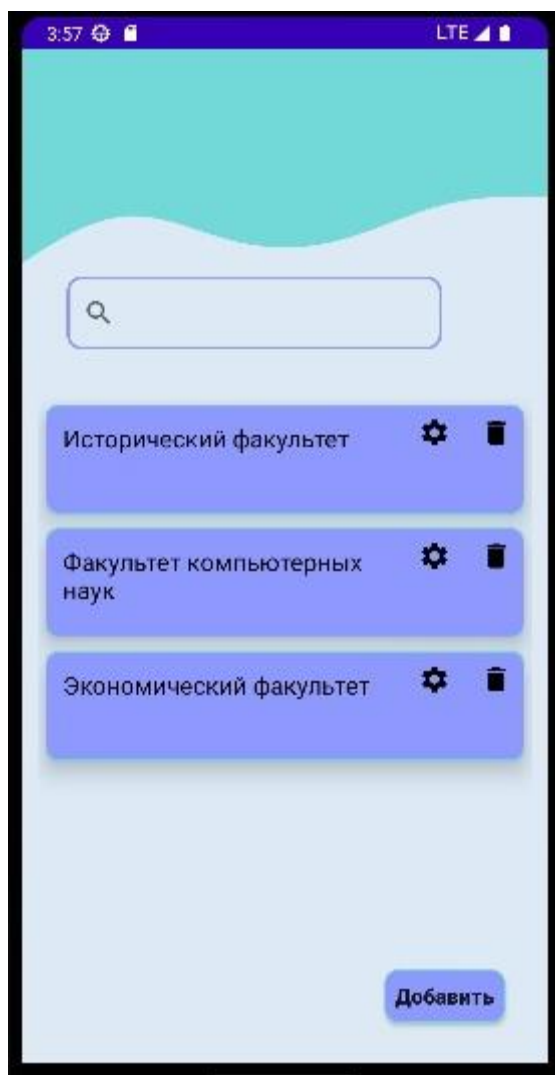 3:57 LTE
Исторический факультет
Факультет компьютерных
наук
Экономический факультет
Добавить